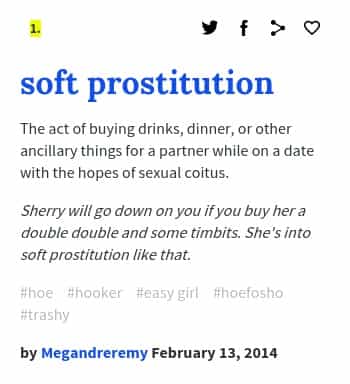 1.
soft prostitution
The act of buying drinks, dinner, or other
ancillary things for a partner while on a date
with the hopes of sexual coitus.
Sherry will go down on you if you buy her a
double double and some timbits. She's into
soft prostitution like that.
#hoe #hooker #easy girl #hoefosho
#trashy
by Megandreremy February 13, 2014